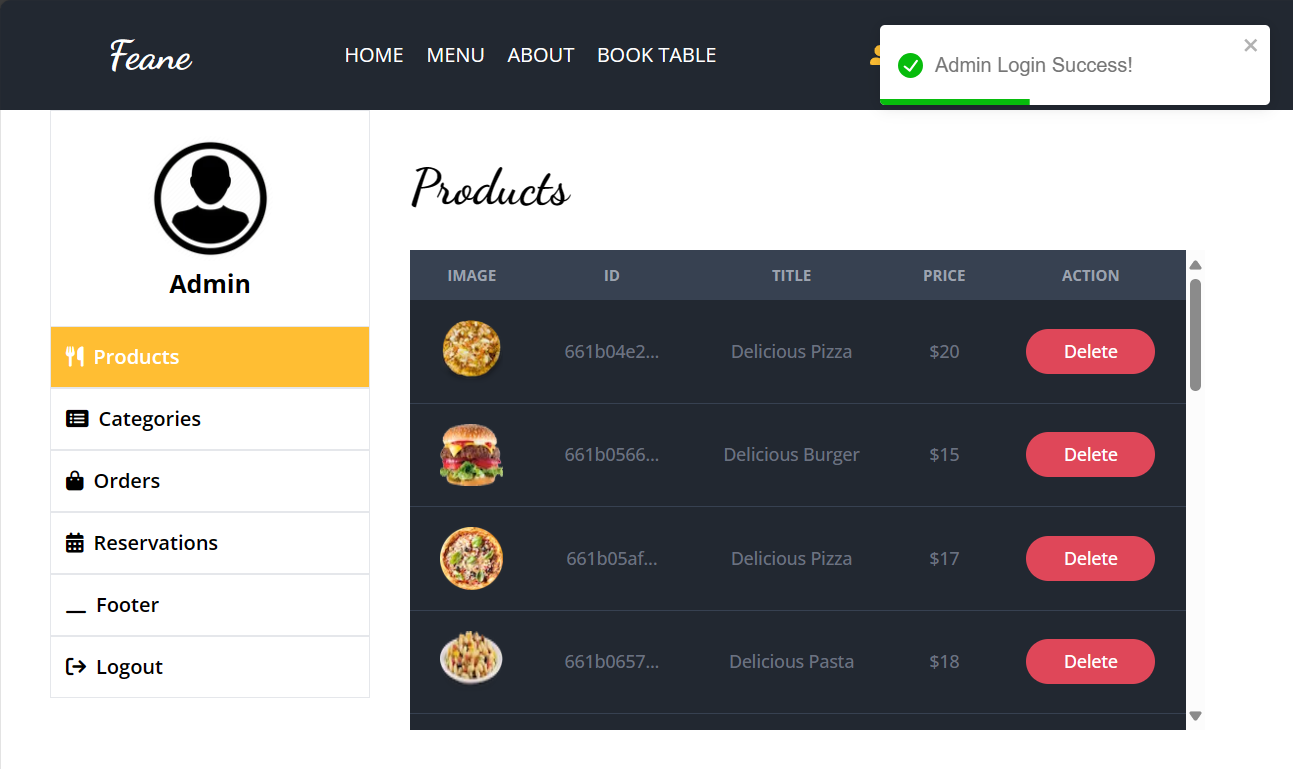 Feane
HOME MENU ABOUT BOOK TABLE
Admin Login Success!
Admin
Products
Categories
Orders
Reservations
Footer
Logout
Products
IMAGE ID TITLE PRICE ACTION
661b04e2... Delicious Pizza $20 Delete
661b0566... Delicious Burger $15 Delete
661b05af... Delicious Pizza $17 Delete
661b0657... Delicious Pasta $18 Delete